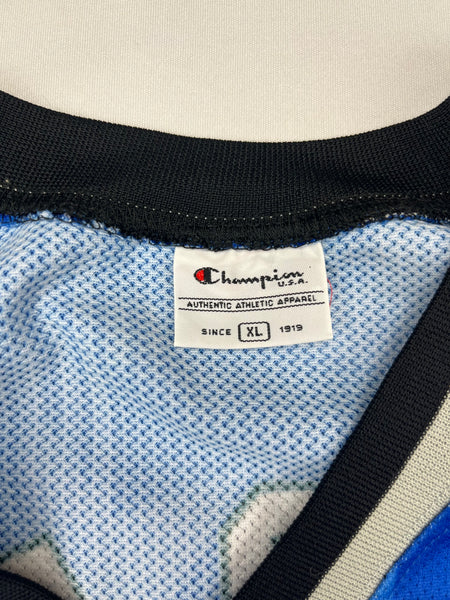 Champion
U.S.A.
AUTHENTIC ATHLETIC APPAREL
SINCE XL 1919